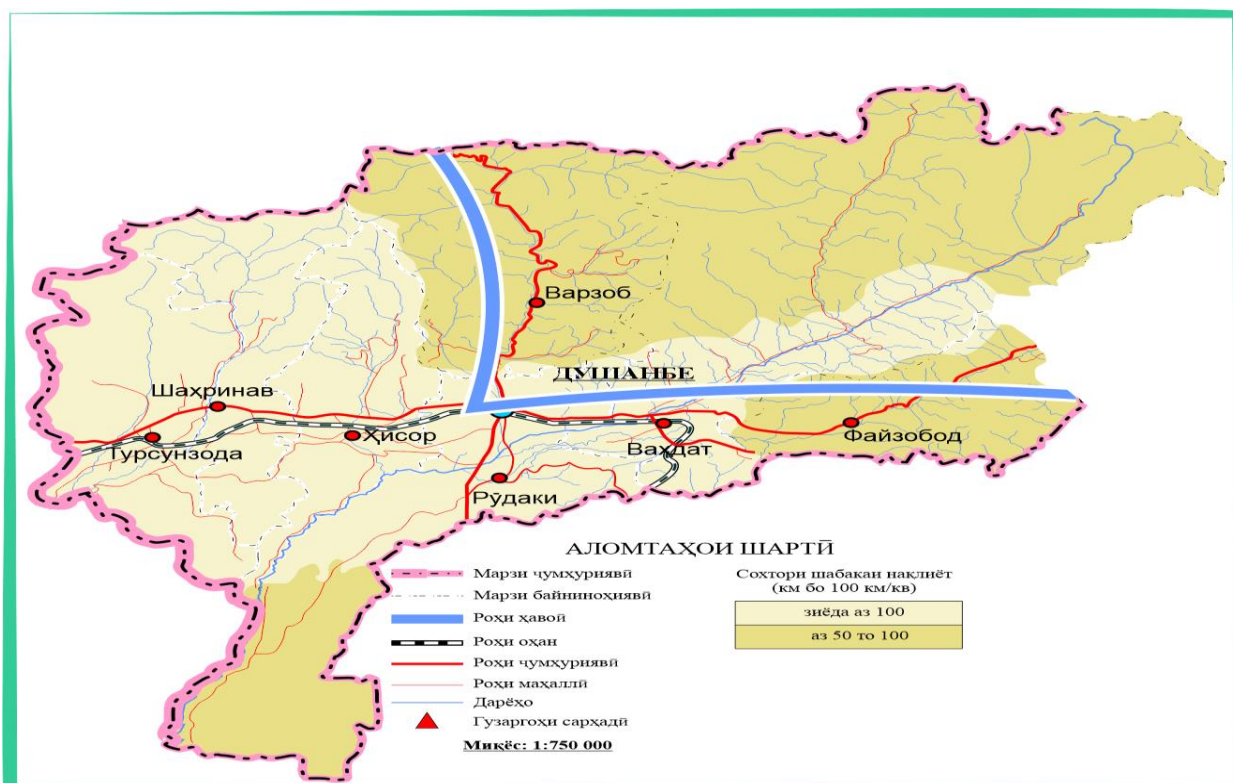 Варзоб
ДУШАНБЕ
Шахринав
Ҳисор
Турсунзода
Вахдат
Файзобод
Рӯдаки
АЛОМТАҲОИ ШАРТӢ
Марзи ҷумҳуриявӣ
Марзи байниноҳиявӣ
Роҳи ҳавоӣ
Роҳи оҳан
Роҳи ҷумҳуриявӣ
Роҳи маҳаллӣ
Дарёҳо
Гузаргоҳи сарҳадӣ
Миқёс: 1:750 000
Сохтори шабакаи нақлиёт
(км бо 100 км/кв)
зиёда аз 100
аз 50 то 100